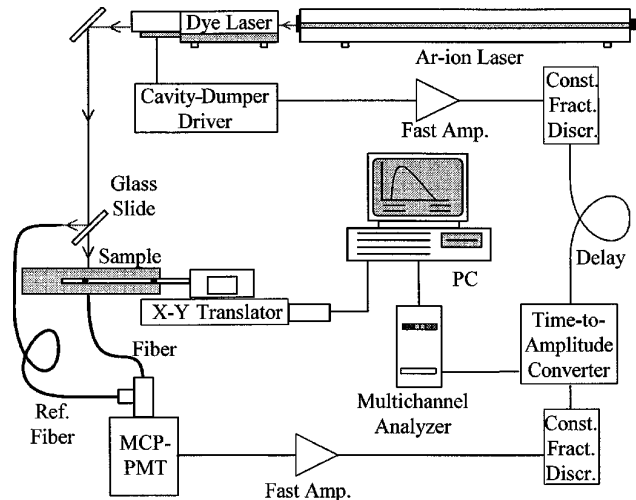 Dye Laser
Ar-ion Laser
Cavity-Dumper
Driver
Fast Amp.
Const.
Fract.
Discr.
Glass
Slide
Sample
PC
Delay
X-Y Translator
Fiber
Time-to-
Amplitude
Converter
Ref.
Fiber
Multichannel
Analyzer
MCP-
PMT
Fast Amp.
Const.
Fract.
Discr.